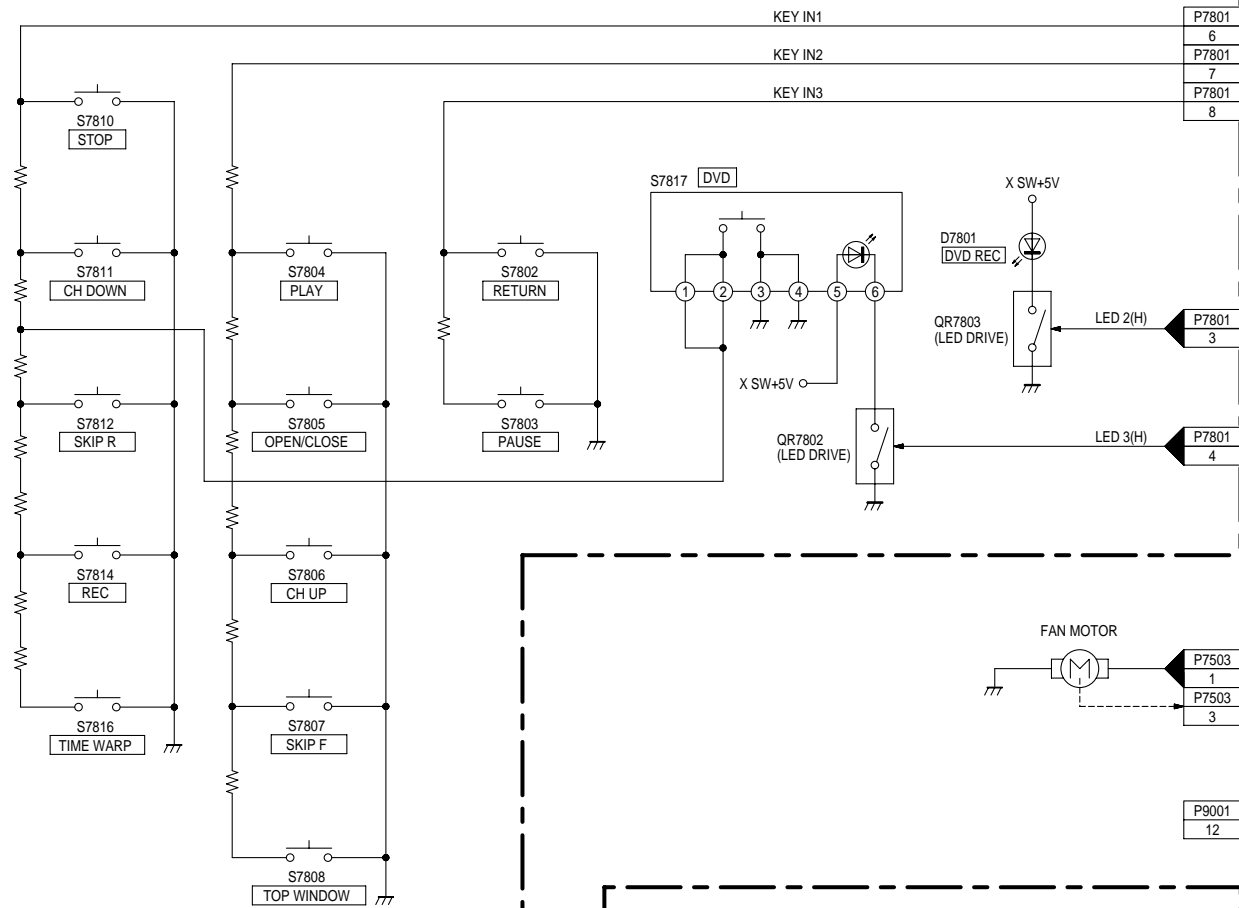 KEY IN1
P7801
6
KEY IN2
P7801
7
KEY IN3
P7801
8
S7810
STOP
S7811
CH DOWN
S7812
SKIP R
S7814
REC
S7816
TIME WARP
S7804
PLAY
S7805
OPEN/CLOSE
S7806
CH UP
S7807
SKIP F
S7808
TOP WINDOW
S7802
RETURN
S7803
PAUSE
S7817 DVD
1 2 3 4 5 6
X SW+5V
QR7802
(LED DRIVE)
LED 3(H)
P7801
4
X SW+5V
D7801
DVD REC
QR7803
(LED DRIVE)
LED 2(H)
P7801
3
FAN MOTOR
M
P7503
1
P7503
3
P9001
12